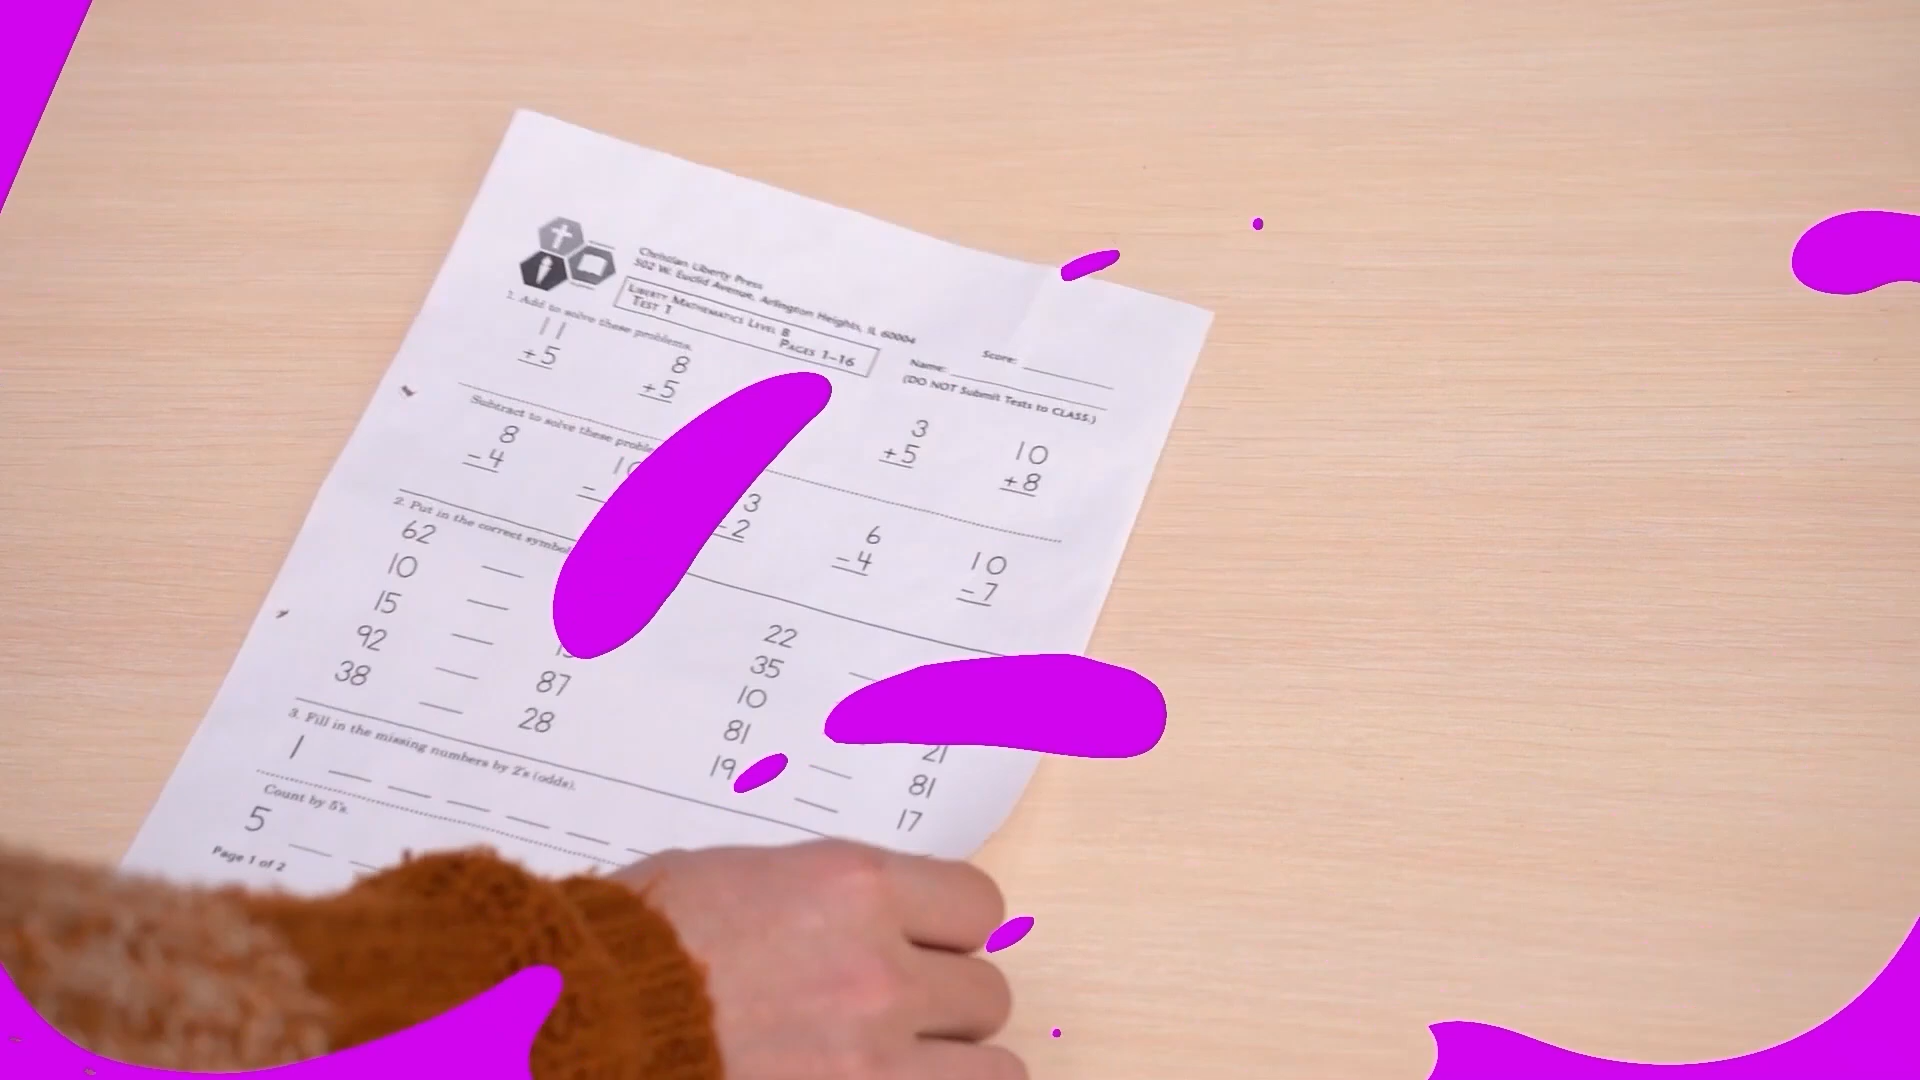 Christian Liberty Press
502 W. Euclid Avenue, Arlington Heights, IL 60004
LIBERTY MATHEMATICS LEVEL B
TEST 1
PAGES 1–16
Score:
Name:
(DO NOT Submit Tests to CLASS.)
1. Add to solve these problems.
11 8 3 10
+5 +5 +5 +8
Subtract to solve these
8 3 6 10
-4 -2 -4 -7
2. Put in the correct
62 22
10 35
15 10
92 87 81 81
38 28 19 17
3. Fill in the missing numbers by 2's (odds).
1
Count by 5's.
5
Page 1 of 2